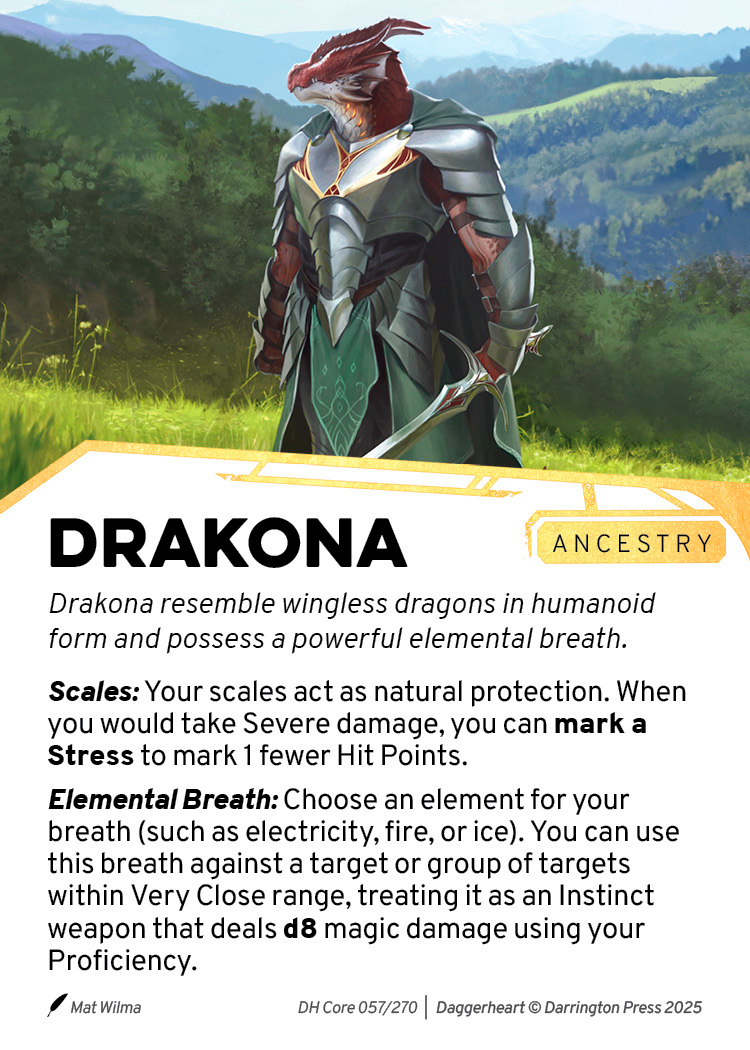 DRAKONA
ANCESTRY
Drakona resemble wingless dragons in humanoid
form and possess a powerful elemental breath.
Scales: Your scales act as natural protection. When
you would take Severe damage, you can mark a
Stress to mark 1 fewer Hit Points.
Elemental Breath: Choose an element for your
breath (such as electricity, fire, or ice). You can use
this breath against a target or group of targets
within Very Close range, treating it as an Instinct
weapon that deals d8 magic damage using your
Proficiency.
Mat Wilma
DH Core 057/270 | Daggerheart © Darrington Press 2025